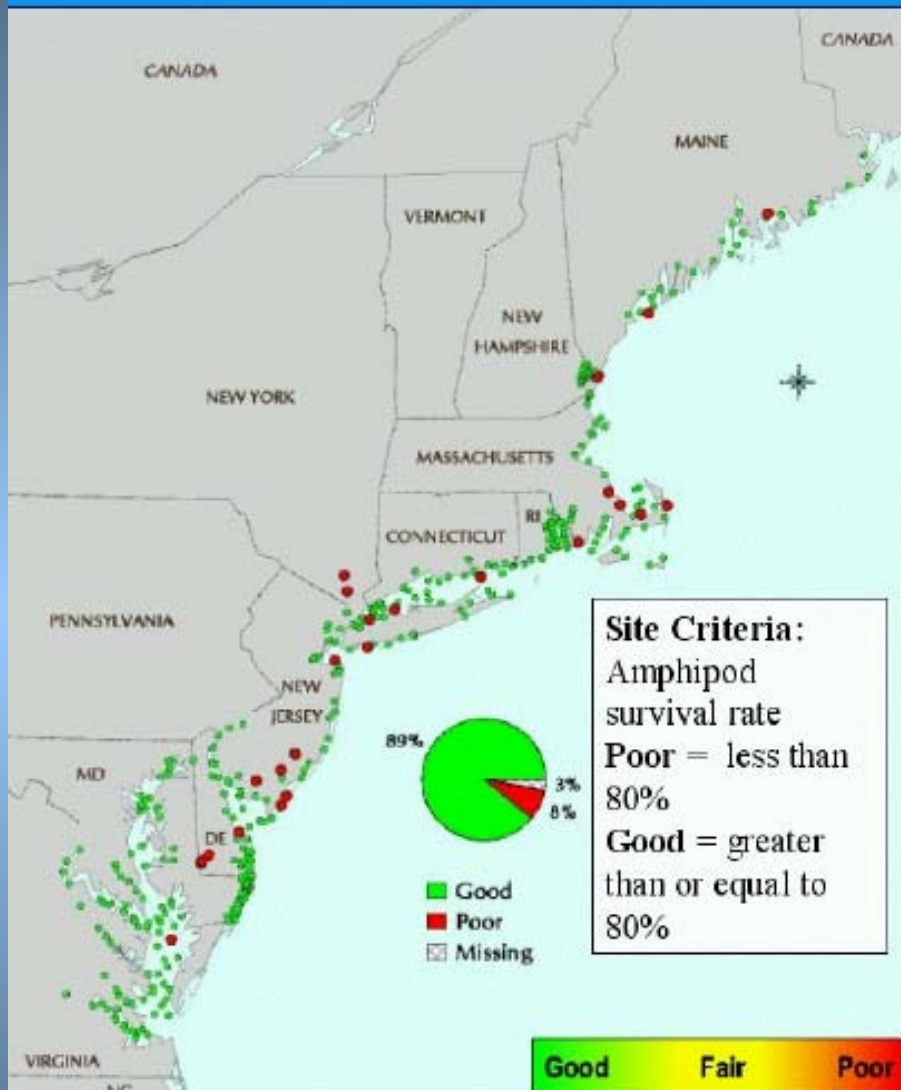 CANADA
CANADA
MAINE
VERMONT
NEW
HAMPSHIRE
NEW YORK
MASSACHUSETTS
RI
CONNECTICUT
PENNSYLVANIA
NEW
JERSEY
MD
DE
VIRGINIA
NC
89%
3%
8%
Good
Poor
Missing
Site Criteria:
Amphipod
survival rate
Poor = less than
80%
Good = greater
than or equal to
80%
Good Fair Poor